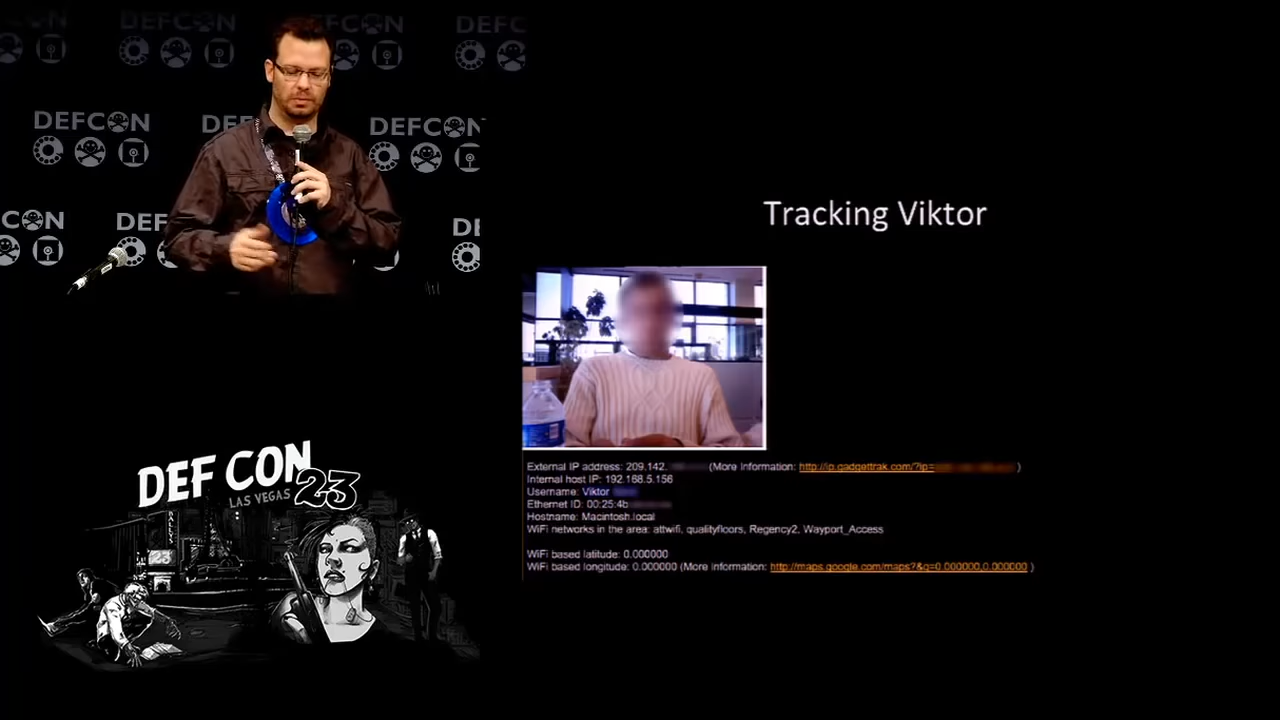 DEFCON
DEFCON
DEFC
DEFCON
DEF
DEFCON
CON
DEF
DE
Tracking Viktor
External IP address: 209.142. (More Information: http://ip.gadgettrak.com/?ip= )
Internal host IP: 192.168.5.156
Username: Viktor
Ethernet ID: 00:25:4b
Hostname: Macintosh.local
WiFi networks in the area: attwifi, qualityfloors, Regency2, Wayport_Access
WiFi based latitude: 0.000000
WiFi based longitude: 0.000000 (More Information: http://maps.google.com/maps?&q=0.000000,0.000000 )
DEF CON 23
LAS VEGAS